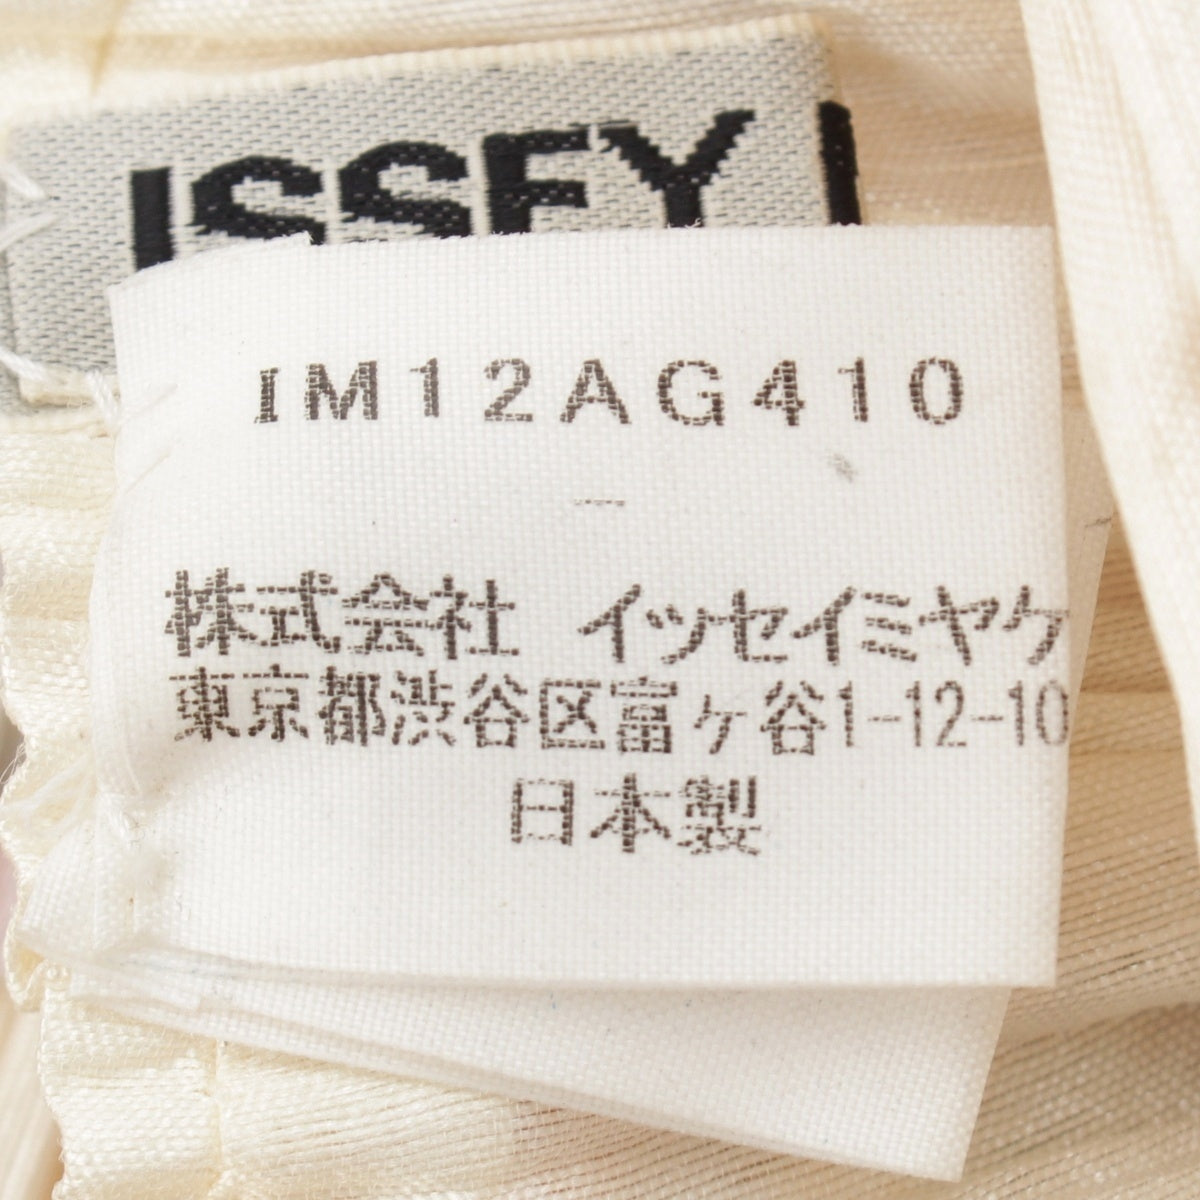 ISSEY
IM12AG410
—
株式会社 イッセイミヤケ
東京都渋谷区富ヶ谷1-12-10
日本製